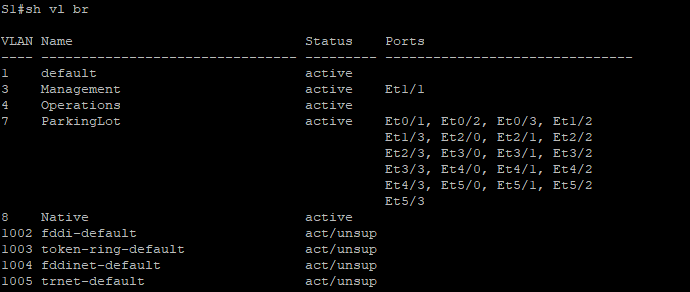 S1#sh vl br
VLAN Name                             Status    Ports
---- -------------------------------- --------- -------------------------------
1    default                          active
3    Management                       active    Et1/1
4    Operations                       active
7    ParkingLot                       active    Et0/1, Et0/2, Et0/3, Et1/2
                                                Et1/3, Et2/0, Et2/1, Et2/2
                                                Et2/3, Et3/0, Et3/1, Et3/2
                                                Et3/3, Et4/0, Et4/1, Et4/2
                                                Et4/3, Et5/0, Et5/1, Et5/2
                                                Et5/3
8    Native                           active
1002 fddi-default                     act/unsup
1003 token-ring-default               act/unsup
1004 fddinet-default                  act/unsup
1005 trnet-default                    act/unsup